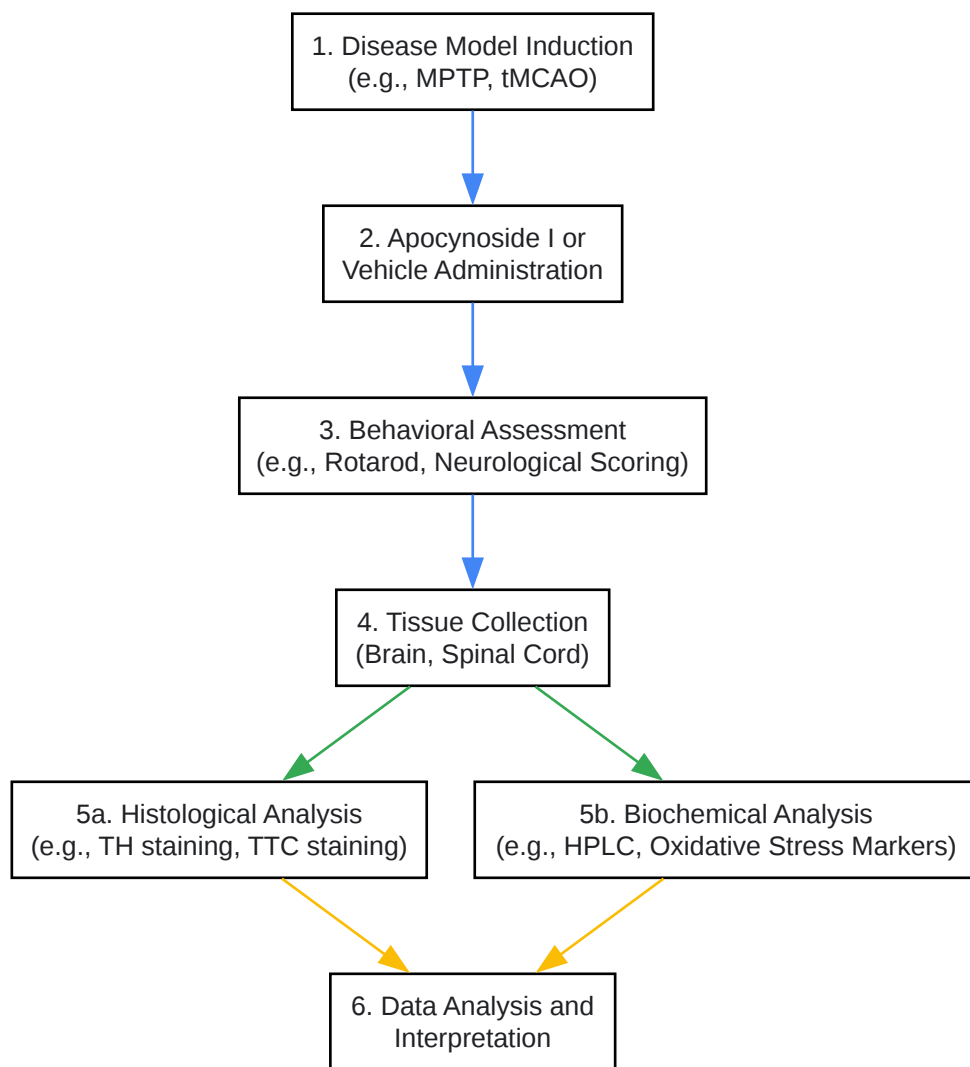 1. Disease Model Induction
(e.g., MPTP, tMCAO)
2. Apocynoside I or
Vehicle Administration
3. Behavioral Assessment
(e.g., Rotarod, Neurological Scoring)
4. Tissue Collection
(Brain, Spinal Cord)
5a. Histological Analysis
(e.g., TH staining, TTC staining)
5b. Biochemical Analysis
(e.g., HPLC, Oxidative Stress Markers)
6. Data Analysis and
Interpretation